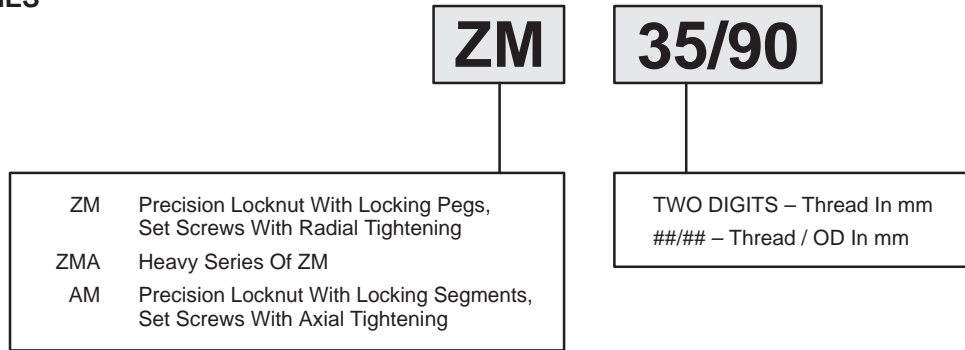 ZM 35/90
ZM Precision Locknut With Locking Pegs,
Set Screws With Radial Tightening
ZMA Heavy Series Of ZM
AM Precision Locknut With Locking Segments,
Set Screws With Axial Tightening
TWO DIGITS – Thread In mm
##/## – Thread / OD In mm